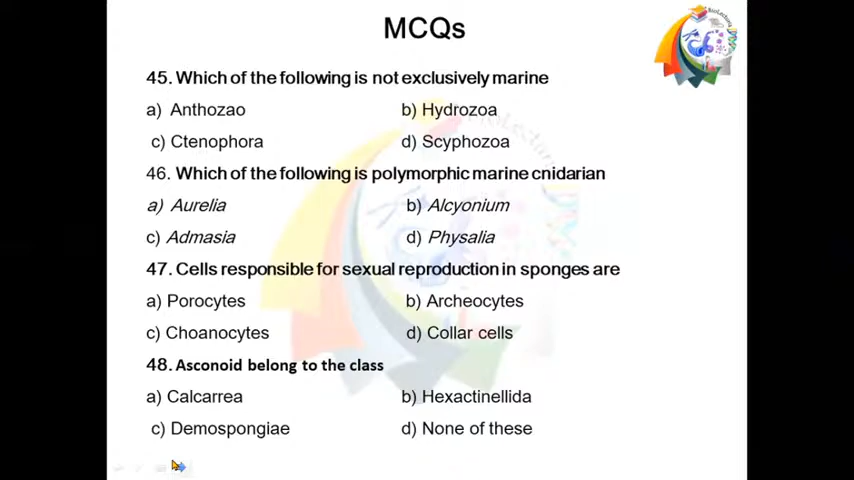 MCQs
45. Which of the following is not exclusively marine
a) Anthozao b) Hydrozoa
c) Ctenophora d) Scyphozoa
46. Which of the following is polymorphic marine cnidarian
a) Aurelia b) Alcyonium
c) Admasia d) Physalia
47. Cells responsible for sexual reproduction in sponges are
a) Porocytes b) Archeocytes
c) Choanocytes d) Collar cells
48. Asconoid belong to the class
a) Calcarrea b) Hexactinellida
c) Demospongiae d) None of these